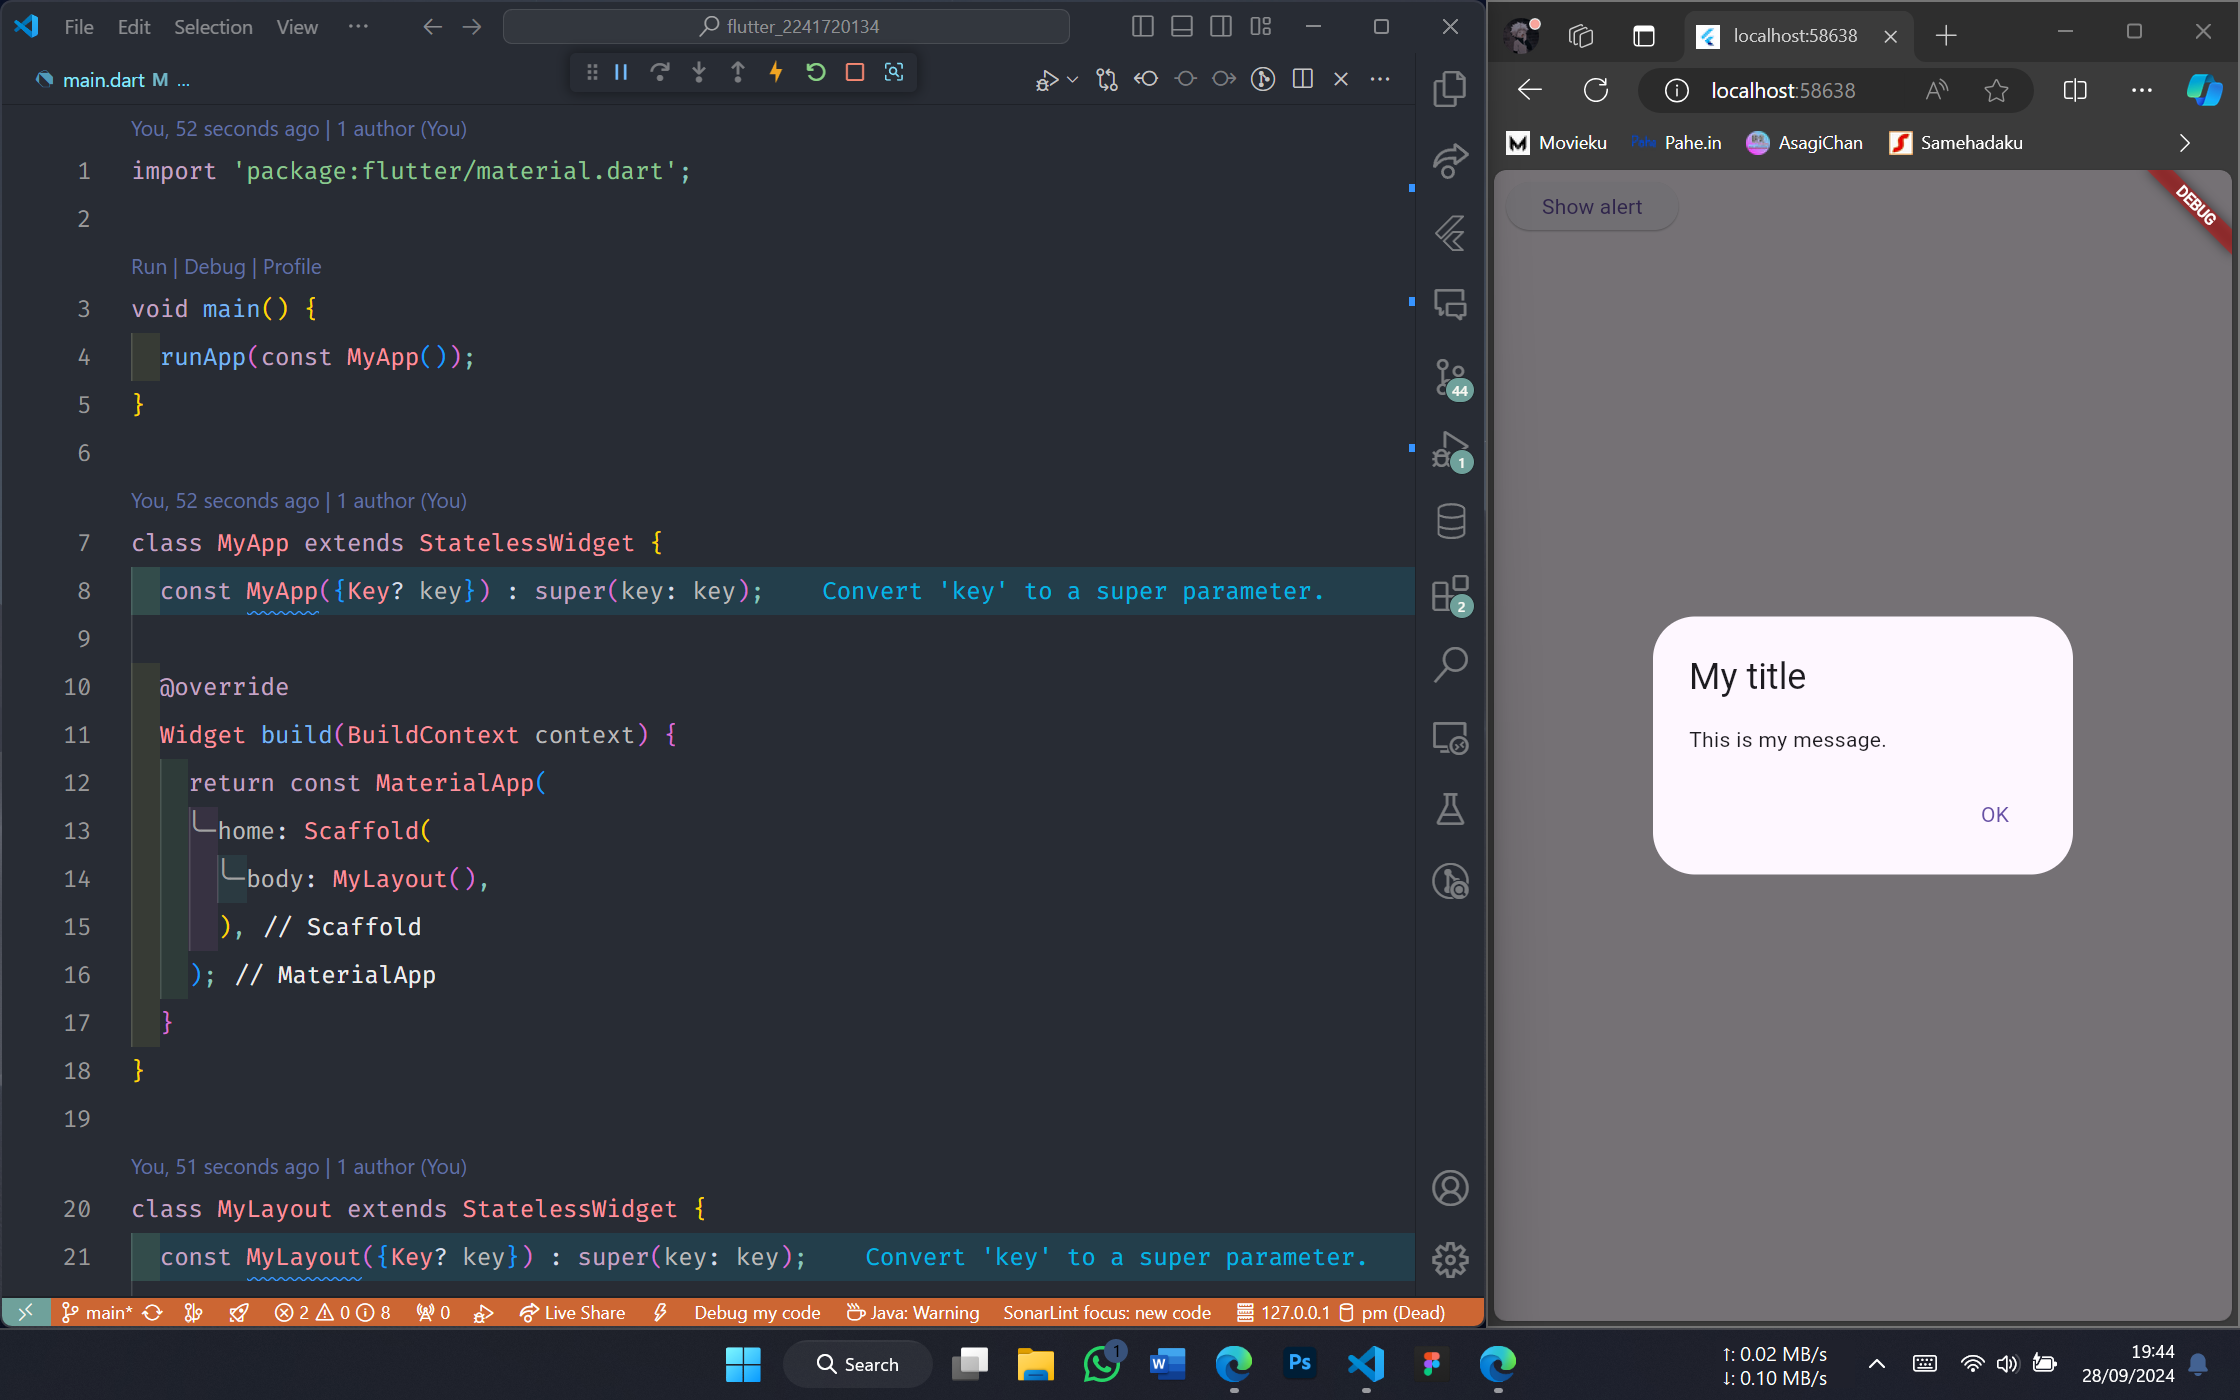 File Edit Selection View ··· flutter_2241720134
main.dart M ...
You, 52 seconds ago | 1 author (You)
1 import 'package:flutter/material.dart';
2
Run | Debug | Profile
3 void main() {
4 runApp(const MyApp());
5 }
6
You, 52 seconds ago | 1 author (You)
7 class MyApp extends StatelessWidget {
8 const MyApp({Key? key}) : super(key: key); Convert 'key' to a super parameter.
9
10 @override
11 Widget build(BuildContext context) {
12 return const MaterialApp(
13 home: Scaffold(
14 body: MyLayout(),
15 ), // Scaffold
16 ); // MaterialApp
17 }
18 }
19
You, 51 seconds ago | 1 author (You)
20 class MyLayout extends StatelessWidget {
21 const MyLayout({Key? key}) : super(key: key); Convert 'key' to a super parameter.
44
1
2
main* 2 0 8 0 Live Share Debug my code Java: Warning SonarLint focus: new code 127.0.0.1 pm (Dead)
localhost:58638
localhost:58638
Movieku Pahe Pahe.in AsagiChan Samehadaku
Show alert
DEBUG
My title
This is my message.
OK
Search
1
W
Ps
↑: 0.02 MB/s
↓: 0.10 MB/s
19:44
28/09/2024